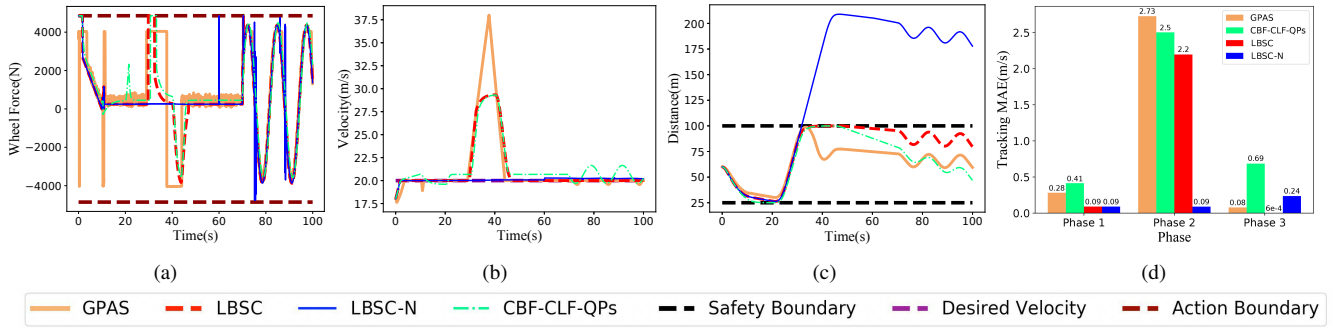 4000
2000
0
−2000
−4000
Wheel Force(N)
0 20 40 60 80 100
Time(s)
(a)
37.5
35.0
32.5
30.0
27.5
25.0
22.5
20.0
17.5
Velocity(m/s)
0 20 40 60 80 100
Time(s)
(b)
200
175
150
125
100
75
50
25
Distance(m)
0 20 40 60 80 100
Time(s)
(c)
2.5
2.0
1.5
1.0
0.5
0.0
Tracking MAE(m/s)
GPAS
CBF-CLF-QPs
LBSC
LBSC-N
0.28 0.41 0.09 0.09
2.73 2.5 2.2 0.09
0.08 0.69 6e-4 0.24
Phase 1 Phase 2 Phase 3
Phase
(d)
GPAS LBSC LBSC-N CBF-CLF-QPs Safety Boundary Desired Velocity Action Boundary